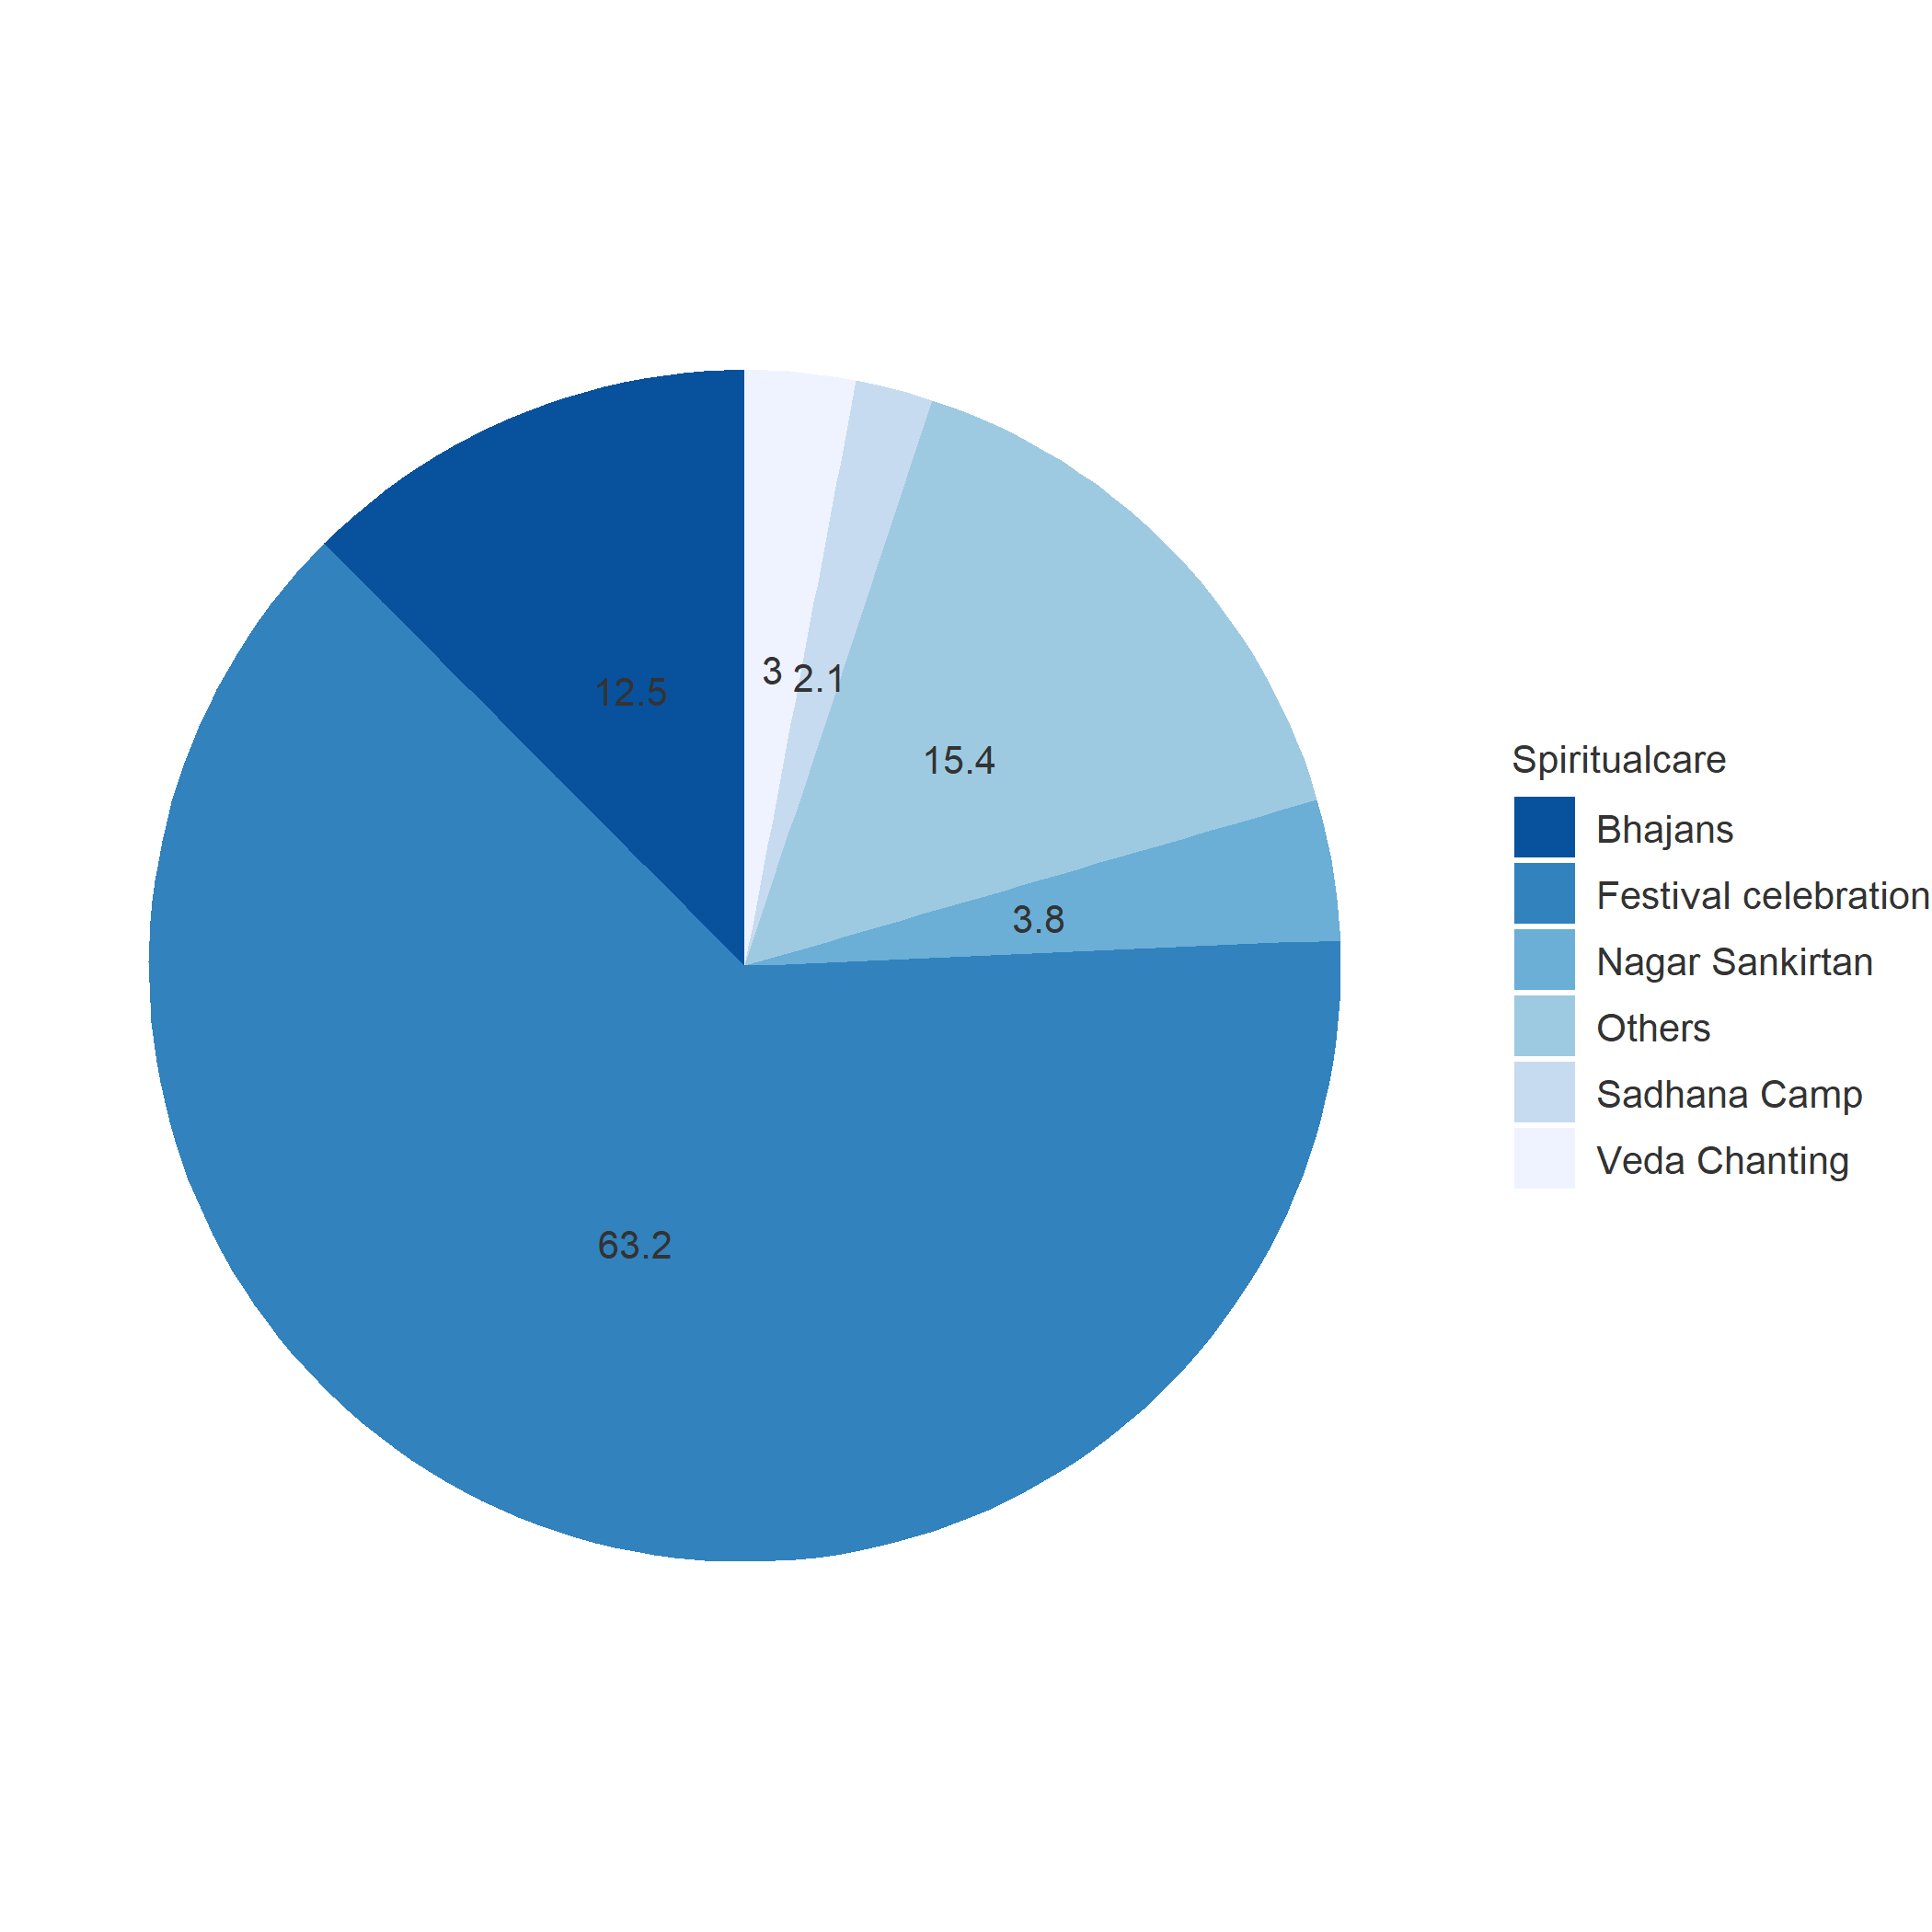 3
2.1
12.5
15.4
3.8
63.2
Spiritualcare
Bhajans
Festival celebration
Nagar Sankirtan
Others
Sadhana Camp
Veda Chanting